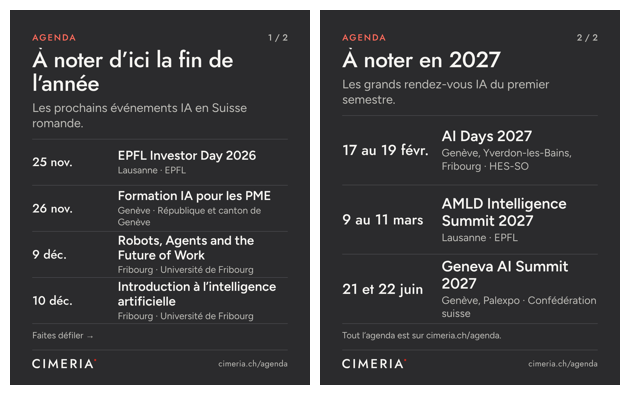 AGENDA
1 / 2
À noter d’ici la fin de
l’année
Les prochains événements IA en Suisse
romande.
25 nov.
EPFL Investor Day 2026
Lausanne · EPFL
26 nov.
Formation IA pour les PME
Genève · République et canton de
Genève
9 déc.
Robots, Agents and the
Future of Work
Fribourg · Université de Fribourg
10 déc.
Introduction à l’intelligence
artificielle
Fribourg · Université de Fribourg
Faites défiler →
CIMERIA
cimeria.ch/agenda
AGENDA
2 / 2
À noter en 2027
Les grands rendez-vous IA du premier
semestre.
17 au 19 févr.
AI Days 2027
Genève, Yverdon-les-Bains,
Fribourg · HES-SO
9 au 11 mars
AMLD Intelligence
Summit 2027
Lausanne · EPFL
21 et 22 juin
Geneva AI Summit
2027
Genève, Palexpo · Confédération
suisse
Tout l’agenda est sur cimeria.ch/agenda.
CIMERIA
cimeria.ch/agenda